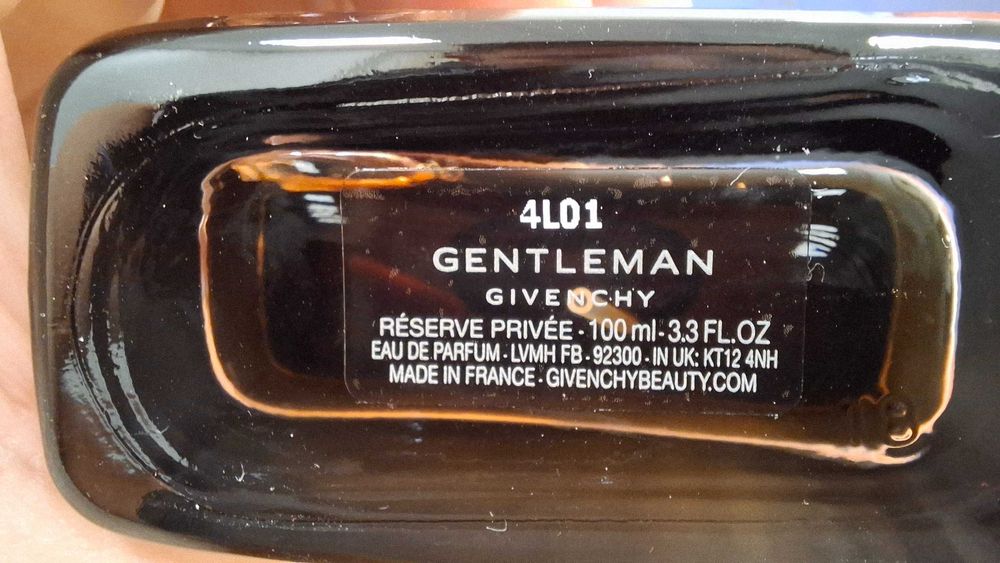 4L01
GENTLEMAN
GIVENCHY
RÉSERVE PRIVÉE · 100 ml · 3.3 FL.OZ
EAU DE PARFUM · LVMH FB · 92300 · IN UK: KT12 4NH
MADE IN FRANCE · GIVENCHYBEAUTY.COM